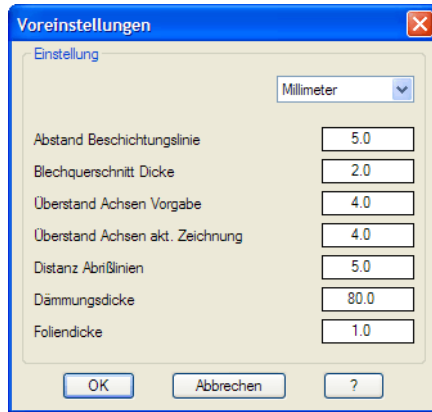 Voreinstellungen
Einstellung
Millimeter
Abstand Beschichtungslinie 5.0
Blechquerschnitt Dicke 2.0
Überstand Achsen Vorgabe 4.0
Überstand Achsen akt. Zeichnung 4.0
Distanz Abrißlinien 5.0
Dämmungsdicke 80.0
Foliendicke 1.0
OK Abbrechen ?